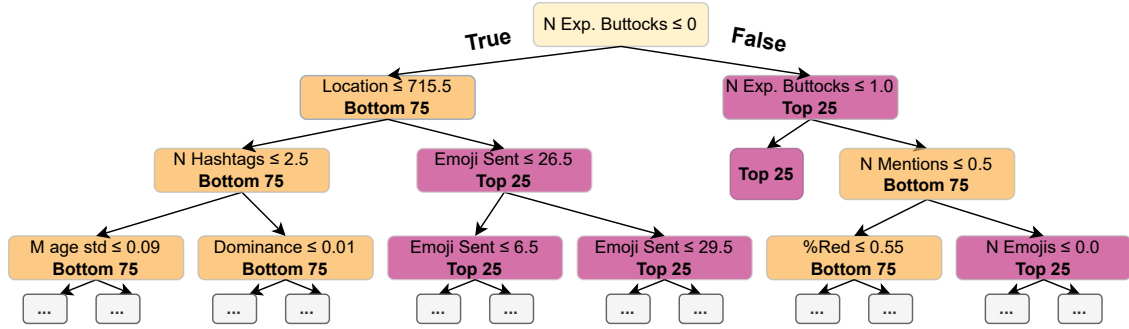 N Exp. Buttocks ≤ 0
True
False
Location ≤ 715.5
Bottom 75
N Exp. Buttocks ≤ 1.0
Top 25
N Hashtags ≤ 2.5
Bottom 75
Emoji Sent ≤ 26.5
Top 25
Top 25
N Mentions ≤ 0.5
Bottom 75
M age std ≤ 0.09
Bottom 75
Dominance ≤ 0.01
Bottom 75
Emoji Sent ≤ 6.5
Top 25
Emoji Sent ≤ 29.5
Top 25
%Red ≤ 0.55
Bottom 75
N Emojis ≤ 0.0
Top 25
... ... ... ... ... ... ... ... ... ... ... ...